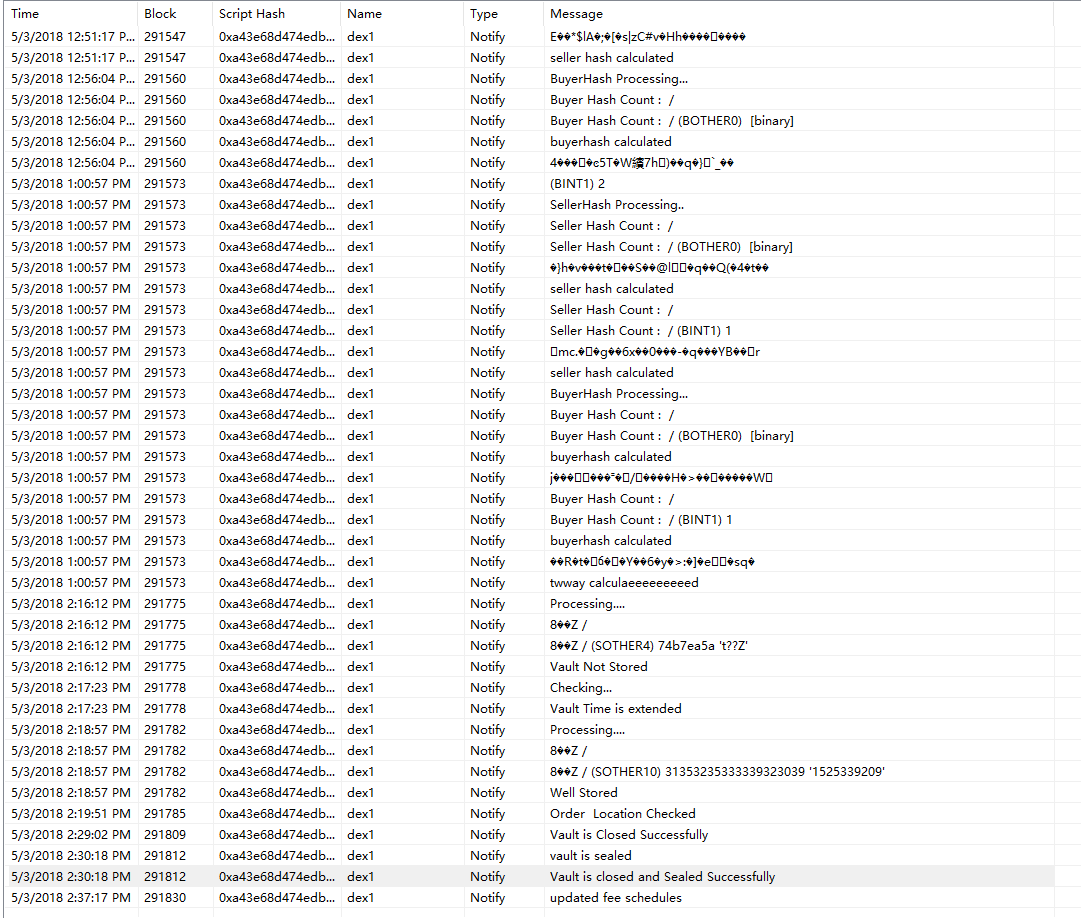 Time Block Script Hash Name Type Message
5/3/2018 12:51:17 P... 291547 0xa43e68d474edb... dex1 Notify E��*$lA�;�[�s|zC#v�Hh���������
5/3/2018 12:51:17 P... 291547 0xa43e68d474edb... dex1 Notify seller hash calculated
5/3/2018 12:56:04 P... 291560 0xa43e68d474edb... dex1 Notify BuyerHash Processing...
5/3/2018 12:56:04 P... 291560 0xa43e68d474edb... dex1 Notify Buyer Hash Count : /
5/3/2018 12:56:04 P... 291560 0xa43e68d474edb... dex1 Notify Buyer Hash Count : / (BOTHER0) [binary]
5/3/2018 12:56:04 P... 291560 0xa43e68d474edb... dex1 Notify buyerhash calculated
5/3/2018 12:56:04 P... 291560 0xa43e68d474edb... dex1 Notify
5/3/2018 1:00:57 PM 291573 0xa43e68d474edb... dex1 Notify (BINT1) 2
5/3/2018 1:00:57 PM 291573 0xa43e68d474edb... dex1 Notify SellerHash Processing..
5/3/2018 1:00:57 PM 291573 0xa43e68d474edb... dex1 Notify Seller Hash Count : /
5/3/2018 1:00:57 PM 291573 0xa43e68d474edb... dex1 Notify Seller Hash Count : / (BOTHER0) [binary]
5/3/2018 1:00:57 PM 291573 0xa43e68d474edb... dex1 Notify �}h�v���t����S��@l���q��Q(�4�t��
5/3/2018 1:00:57 PM 291573 0xa43e68d474edb... dex1 Notify seller hash calculated
5/3/2018 1:00:57 PM 291573 0xa43e68d474edb... dex1 Notify Seller Hash Count : /
5/3/2018 1:00:57 PM 291573 0xa43e68d474edb... dex1 Notify Seller Hash Count : / (BINT1) 1
5/3/2018 1:00:57 PM 291573 0xa43e68d474edb... dex1 Notify �mc.��g��6x��0���-�q���YB���r
5/3/2018 1:00:57 PM 291573 0xa43e68d474edb... dex1 Notify seller hash calculated
5/3/2018 1:00:57 PM 291573 0xa43e68d474edb... dex1 Notify BuyerHash Processing...
5/3/2018 1:00:57 PM 291573 0xa43e68d474edb... dex1 Notify Buyer Hash Count : /
5/3/2018 1:00:57 PM 291573 0xa43e68d474edb... dex1 Notify Buyer Hash Count : / (BOTHER0) [binary]
5/3/2018 1:00:57 PM 291573 0xa43e68d474edb... dex1 Notify buyerhash calculated
5/3/2018 1:00:57 PM 291573 0xa43e68d474edb... dex1 Notify
5/3/2018 1:00:57 PM 291573 0xa43e68d474edb... dex1 Notify Buyer Hash Count : /
5/3/2018 1:00:57 PM 291573 0xa43e68d474edb... dex1 Notify Buyer Hash Count : / (BINT1) 1
5/3/2018 1:00:57 PM 291573 0xa43e68d474edb... dex1 Notify buyerhash calculated
5/3/2018 1:00:57 PM 291573 0xa43e68d474edb... dex1 Notify
5/3/2018 1:00:57 PM 291573 0xa43e68d474edb... dex1 Notify twway calculaeeeeeeeeed
5/3/2018 2:16:12 PM 291775 0xa43e68d474edb... dex1 Notify Processing....
5/3/2018 2:16:12 PM 291775 0xa43e68d474edb... dex1 Notify 8��Z /
5/3/2018 2:16:12 PM 291775 0xa43e68d474edb... dex1 Notify 8��Z / (SOTHER4) 74b7ea5a 't??Z'
5/3/2018 2:16:12 PM 291775 0xa43e68d474edb... dex1 Notify Vault Not Stored
5/3/2018 2:17:23 PM 291778 0xa43e68d474edb... dex1 Notify Checking...
5/3/2018 2:17:23 PM 291778 0xa43e68d474edb... dex1 Notify Vault Time is extended
5/3/2018 2:18:57 PM 291782 0xa43e68d474edb... dex1 Notify Processing....
5/3/2018 2:18:57 PM 291782 0xa43e68d474edb... dex1 Notify 8��Z /
5/3/2018 2:18:57 PM 291782 0xa43e68d474edb... dex1 Notify 8��Z / (SOTHER10) 31353235333339323039 '1525339209'
5/3/2018 2:18:57 PM 291782 0xa43e68d474edb... dex1 Notify Well Stored
5/3/2018 2:19:51 PM 291785 0xa43e68d474edb... dex1 Notify Order Location Checked
5/3/2018 2:29:02 PM 291809 0xa43e68d474edb... dex1 Notify Vault is Closed Successfully
5/3/2018 2:30:18 PM 291812 0xa43e68d474edb... dex1 Notify vault is sealed
5/3/2018 2:30:18 PM 291812 0xa43e68d474edb... dex1 Notify Vault is closed and Sealed Successfully
5/3/2018 2:37:17 PM 291830 0xa43e68d474edb... dex1 Notify updated fee schedules